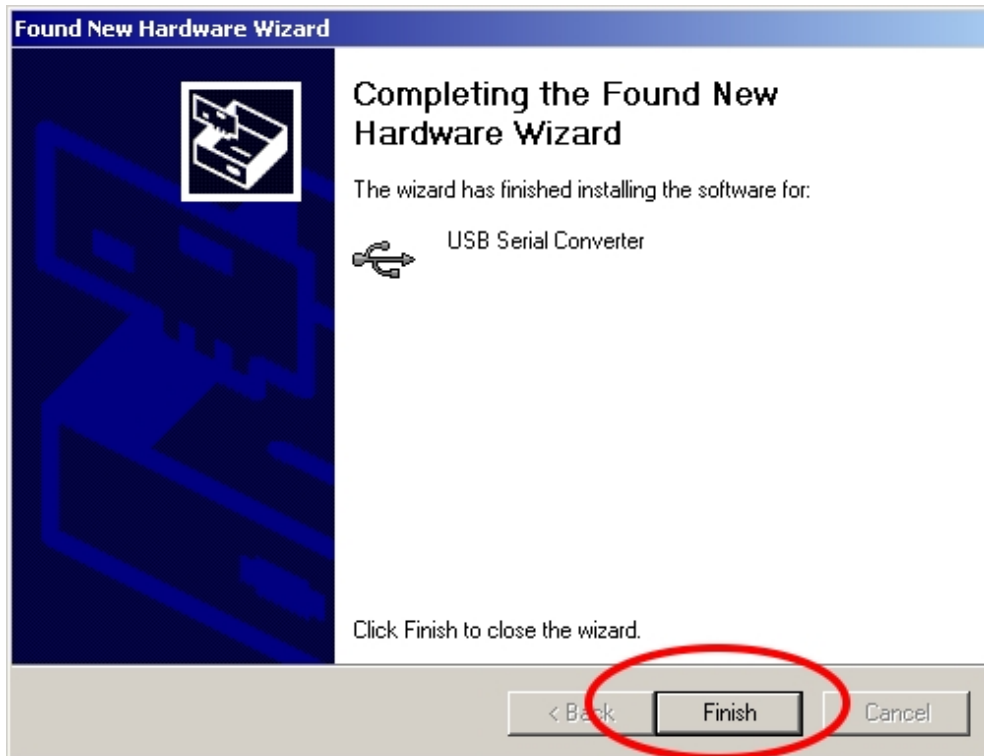 Found New Hardware Wizard
Completing the Found New
Hardware Wizard
The wizard has finished installing the software for:
USB Serial Converter
Click Finish to close the wizard.
< Back
Finish
Cancel